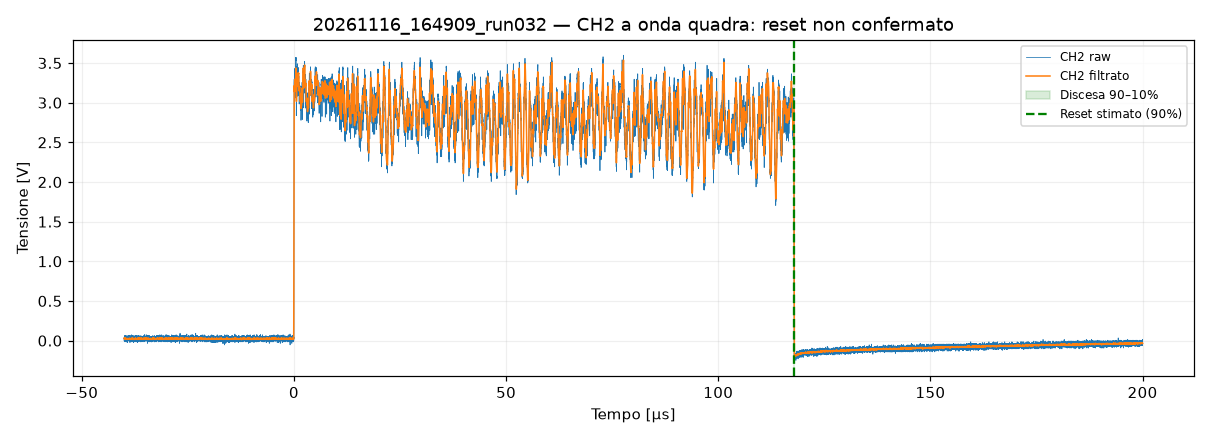 20261116_164909_run032 — CH2 a onda quadra: reset non confermato
CH2 raw
CH2 filtrato
Discesa 90–10%
Reset stimato (90%)
Tensione [V]
3.5
3.0
2.5
2.0
1.5
1.0
0.5
0.0
−50
0
50
100
150
200
Tempo [µs]